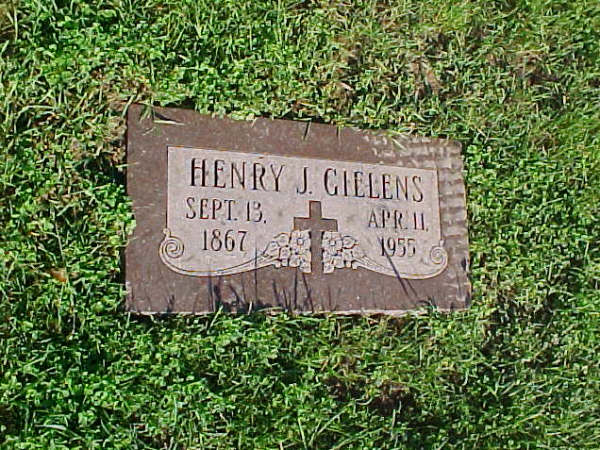 HENRY J. GIELENS
SEPT. 13, APR. 11,
1867 1955